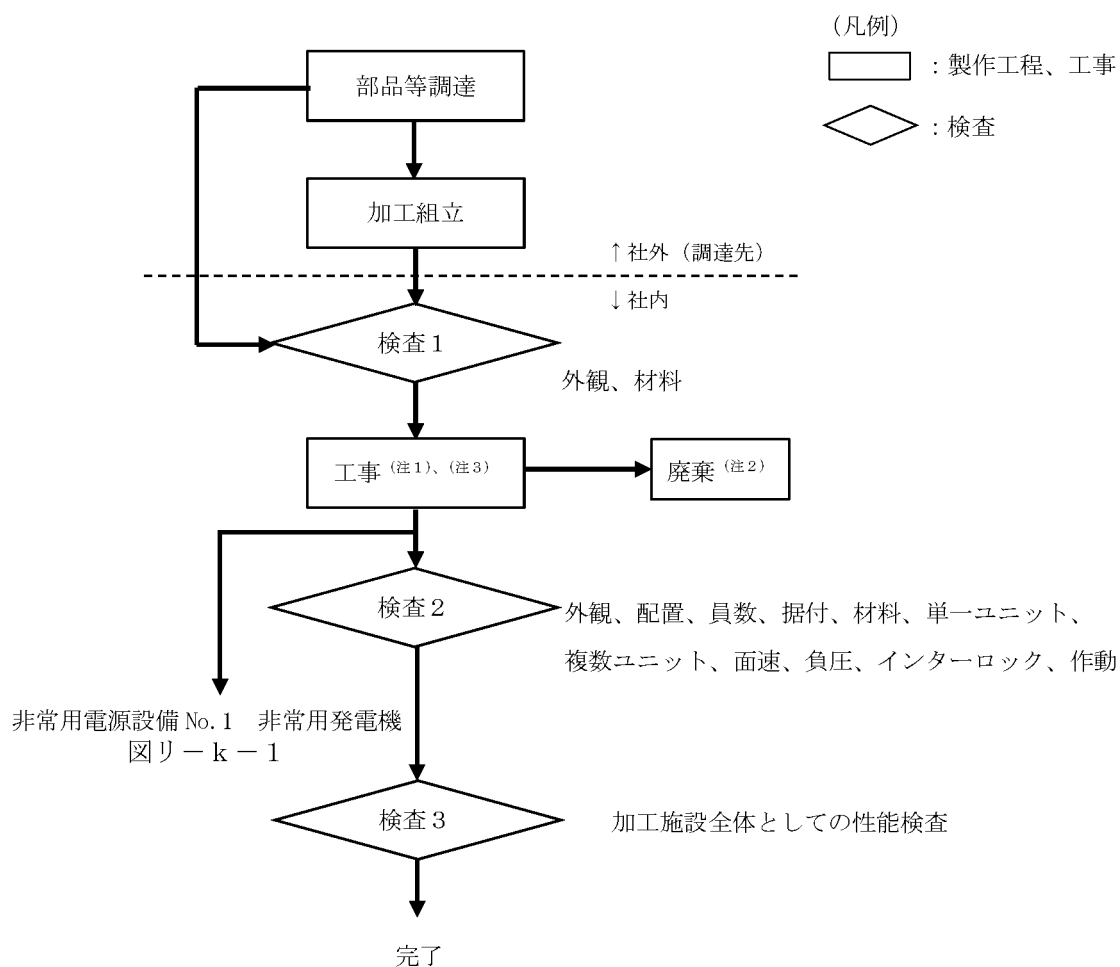 （凡例）
：製作工程、工事
：検査
部品等調達
加工組立
↑社外（調達先）
↓社内
検査１
外観、材料
工事（注１）、（注３）
廃棄（注２）
検査２
外観、配置、員数、据付、材料、単一ユニット、
複数ユニット、面速、負圧、インターロック、作動
非常用電源設備 No.1　非常用発電機
図リ－ｋ－１
検査３
加工施設全体としての性能検査
完了